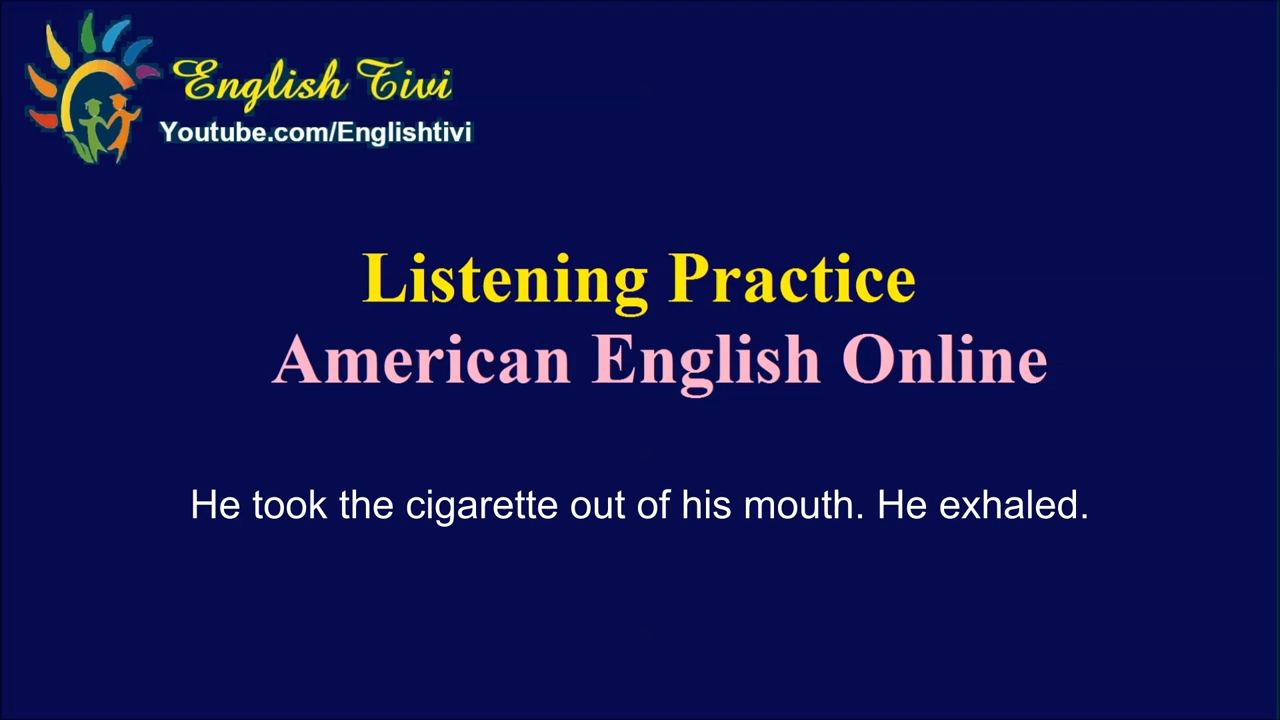 English Tivi
Youtube.com/Englishtivi
Listening Practice
American English Online
He took the cigarette out of his mouth. He exhaled.